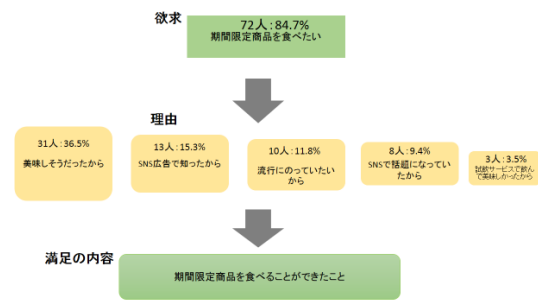 欲求
72人:84.7%
期間限定商品を食べたい
理由
31人:36.5%
美味しそうだったから
13人:15.3%
SNS広告で知ったから
10人:11.8%
流行にのっていたい
から
8人:9.4%
SNSで話題になってい
たから
3人:3.5%
試飲サービスで飲ん
で美味しかったから
満足の内容
期間限定商品を食べることができたこと